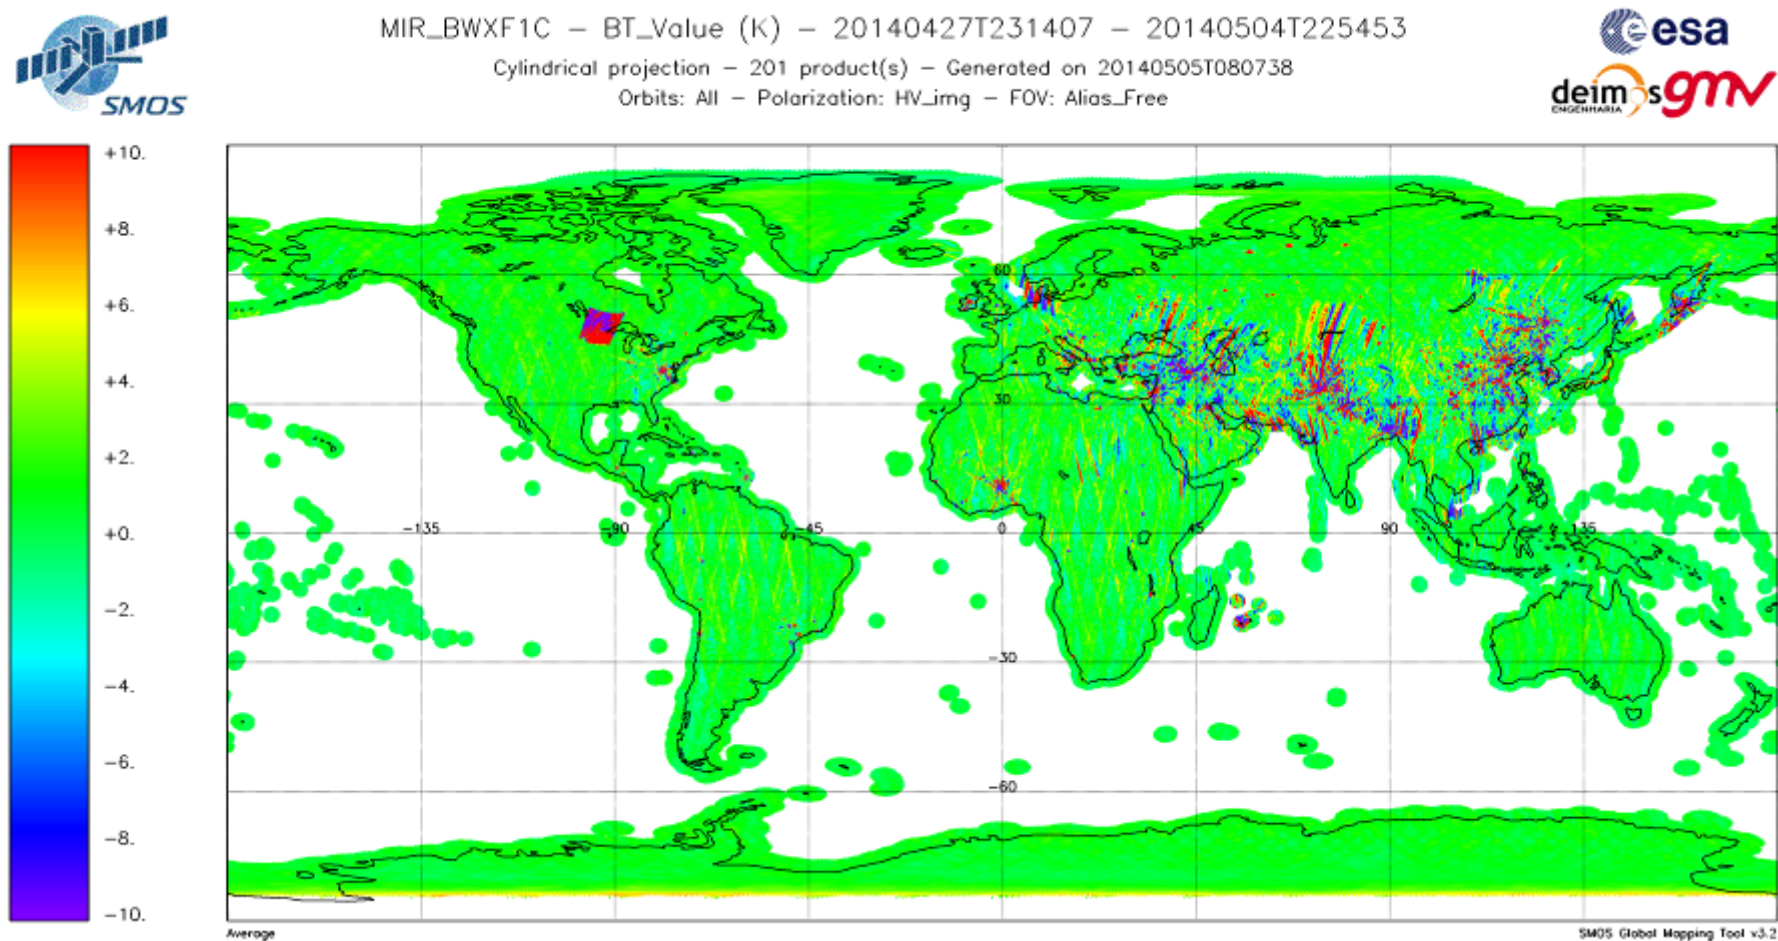 MIR_BWXF1C – BT_Value (K) – 20140427T231407 – 20140504T225453
Cylindrical projection – 201 product(s) – Generated on 20140505T080738
Orbits: All – Polarization: HV_img – FOV: Alias_Free
SMOS
esa
deimos
ENGENHARIA
gmv
+10.
+8.
+6.
+4.
+2.
+0.
−2.
−4.
−6.
−8.
−10.
60
30
−135
−90
−45
0
45
90
135
−30
−60
Average
SMOS Global Mapping Tool v3.2